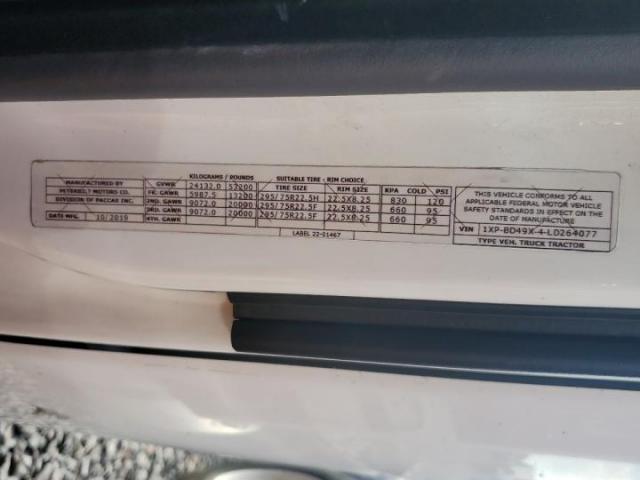 KILOGRAMS / POUNDS SUITABLE TIRE - RIM CHOICE
MANUFACTURED BY GVWR 24132.0 53200 TIRE SIZE RIM SIZE KPA COLD PSI
PETERBILT MOTORS CO. FR. GAWR 5987.5 13200 295/75R22.5H 22.5X8.25 830 120
DIVISION OF PACCAR INC. 2ND. GAWR 9072.0 20000 295/75R22.5F 22.5X8.25 660 95
DATE MFG. 10/2019 3RD. GAWR 9072.0 20000 295/75R22.5F 22.5X8.25 660 95
4TH. GAWR
LABEL 22-01467
THIS VEHICLE CONFORMS TO ALL
APPLICABLE FEDERAL MOTOR VEHICLE
SAFETY STANDARDS IN EFFECT ON THE
DATE OF MANUFACTURE
VIN 1XP-BD49X-4-LD264077
TYPE VEH. TRUCK TRACTOR